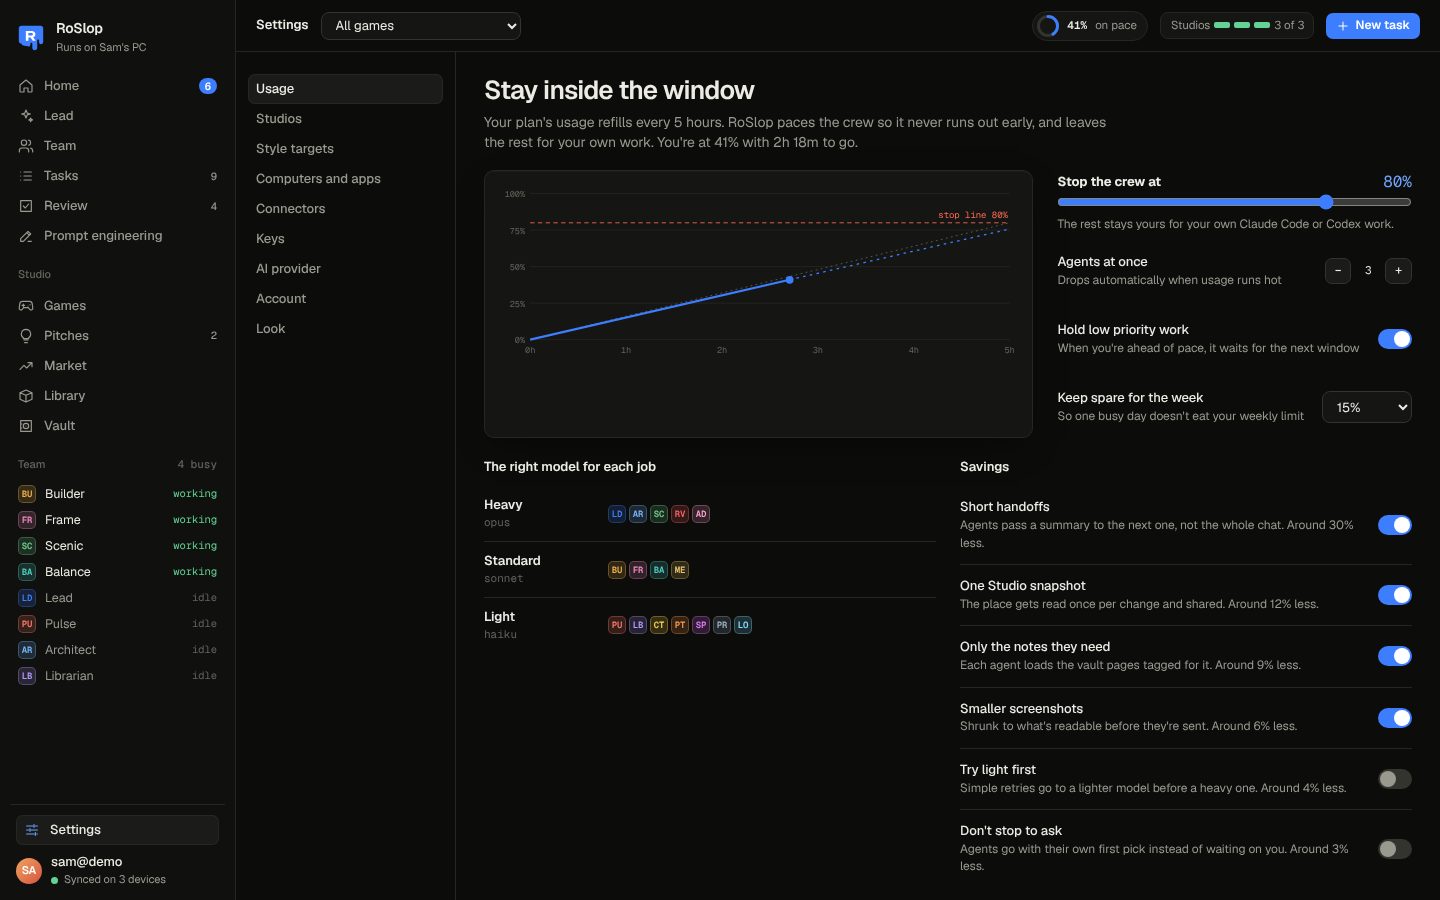 RoSlop
Runs on Sam's PC
Home 6
Lead
Team
Tasks 9
Review 4
Prompt engineering
Studio
Games
Pitches 2
Market
Library
Vault
Team 4 busy
BU Builder working
FR Frame working
SC Scenic working
BA Balance working
LD Lead idle
PU Pulse idle
AR Architect idle
LB Librarian idle
Settings
SA sam@demo
Synced on 3 devices
Settings All games
41% on pace
Studios 3 of 3
+ New task
Usage
Studios
Style targets
Computers and apps
Connectors
Keys
AI provider
Account
Look
Stay inside the window
Your plan's usage refills every 5 hours. RoSlop paces the crew so it never runs out early, and leaves
the rest for your own work. You're at 41% with 2h 18m to go.
100%
stop line 80%
75%
50%
25%
0%
0h 1h 2h 3h 4h 5h
Stop the crew at 80%
The rest stays yours for your own Claude Code or Codex work.
Agents at once
Drops automatically when usage runs hot
− 3 +
Hold low priority work
When you're ahead of pace, it waits for the next window
Keep spare for the week
So one busy day doesn't eat your weekly limit
15%
The right model for each job
Heavy
opus
LD AR SC RV AD
Standard
sonnet
BU FR BA ME
Light
haiku
PU LB CT PT SP PR LO
Savings
Short handoffs
Agents pass a summary to the next one, not the whole chat. Around 30%
less.
One Studio snapshot
The place gets read once per change and shared. Around 12% less.
Only the notes they need
Each agent loads the vault pages tagged for it. Around 9% less.
Smaller screenshots
Shrunk to what's readable before they're sent. Around 6% less.
Try light first
Simple retries go to a lighter model before a heavy one. Around 4% less.
Don't stop to ask
Agents go with their own first pick instead of waiting on you. Around 3%
less.